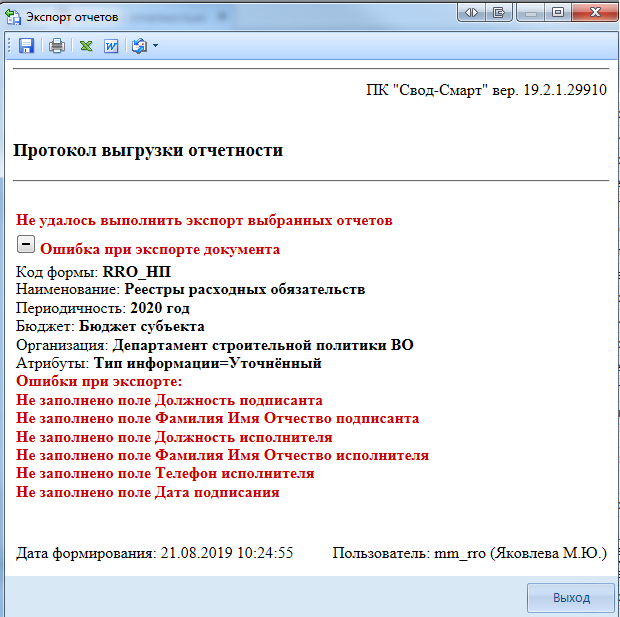 Экспорт отчетов
ПК "Свод-Смарт" вер. 19.2.1.29910
Протокол выгрузки отчетности
Не удалось выполнить экспорт выбранных отчетов
Ошибка при экспорте документа
Код формы: RRO_НП
Наименование: Реестры расходных обязательств
Периодичность: 2020 год
Бюджет: Бюджет субъекта
Организация: Департамент строительной политики ВО
Атрибуты: Тип информации=Уточнённый
Ошибки при экспорте:
Не заполнено поле Должность подписанта
Не заполнено поле Фамилия Имя Отчество подписанта
Не заполнено поле Должность исполнителя
Не заполнено поле Фамилия Имя Отчество исполнителя
Не заполнено поле Телефон исполнителя
Не заполнено поле Дата подписания
Дата формирования: 21.08.2019 10:24:55 Пользователь: mm_rro (Яковлева М.Ю.)
Выход